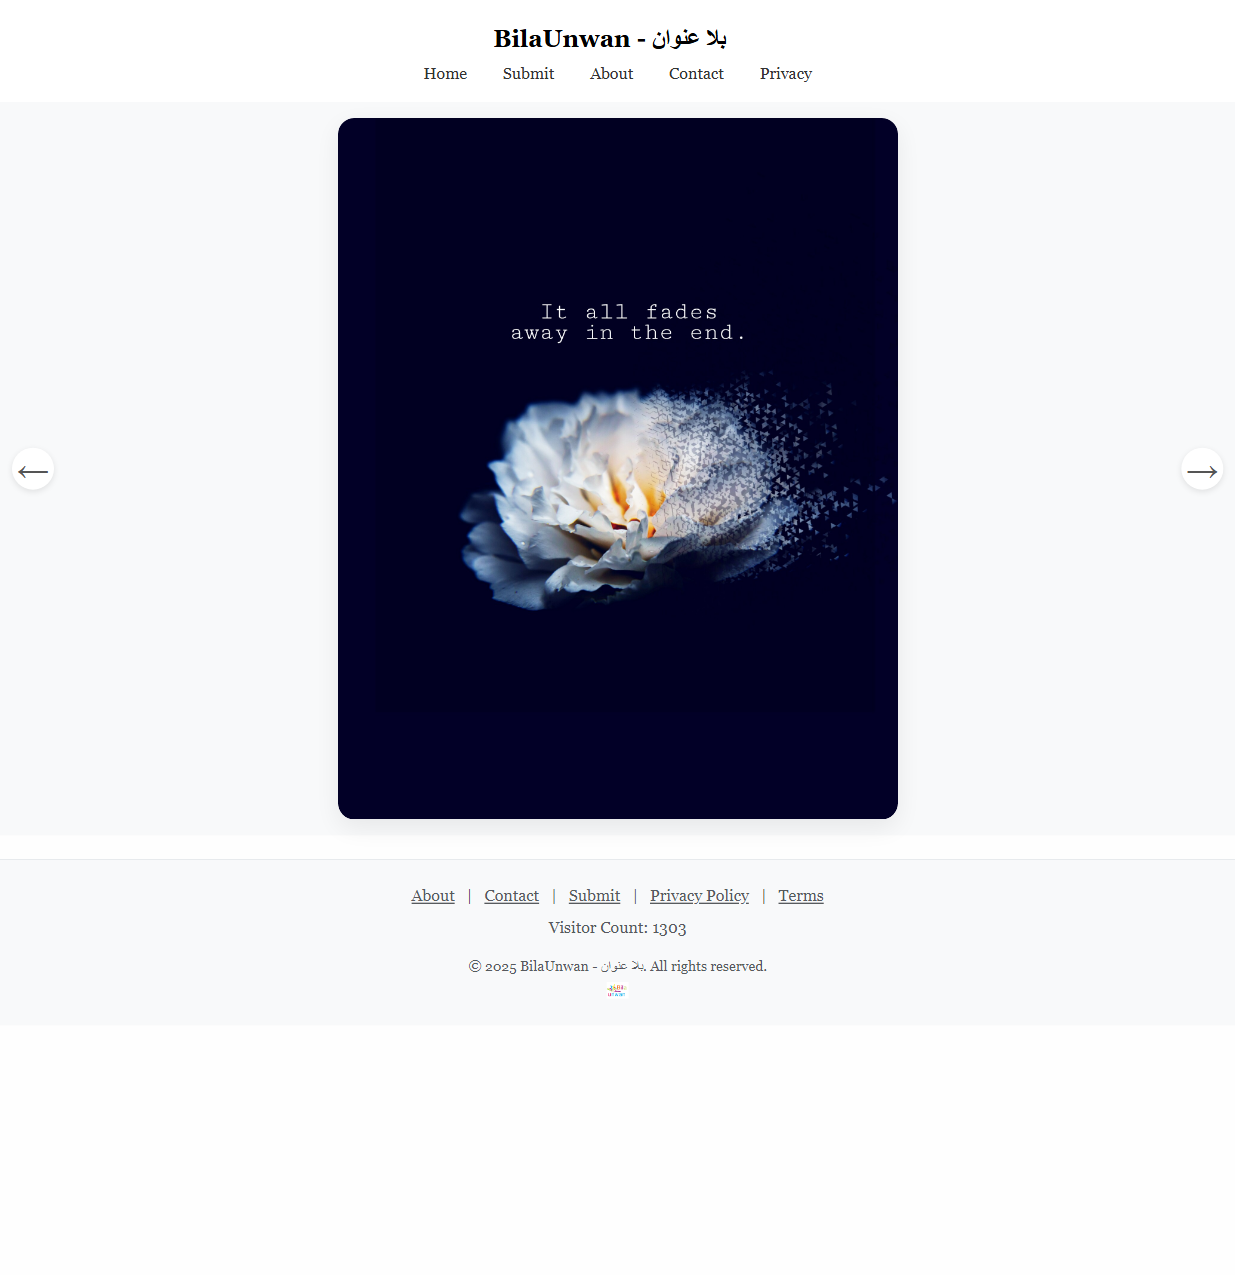 BilaUnwan - بلا عنوان
Home Submit About Contact Privacy
It all fades
away in the end.
About | Contact | Submit | Privacy Policy | Terms
Visitor Count: 1303
© 2025 BilaUnwan - بلا عنوان. All rights reserved.